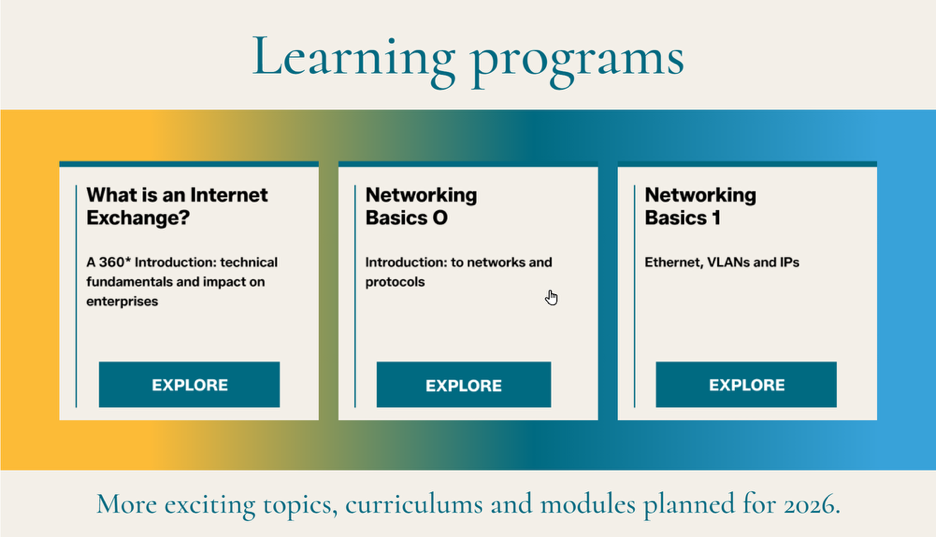 Learning programs
What is an Internet
Exchange?
A 360* Introduction: technical
fundamentals and impact on
enterprises
EXPLORE
Networking
Basics 0
Introduction: to networks and
protocols
EXPLORE
Networking
Basics 1
Ethernet, VLANs and IPs
EXPLORE
More exciting topics, curriculums and modules planned for 2026.